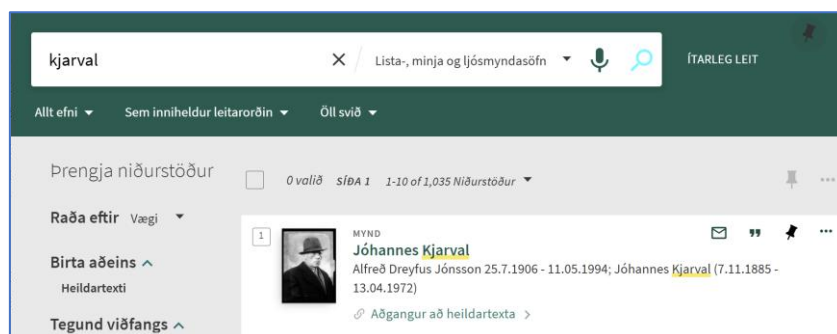 kjarval
Lista-, minja og ljósmyndasöfn
ÍTARLEG LEIT
Allt efni
Sem inniheldur leitarorðin
Öll svið
Þrengja niðurstöður
0 valið SÍÐA 1 1-10 of 1,035 Niðurstöður
Raða eftir Vægi
Birta aðeins
Heildartexti
Tegund viðfangs
1
MYND
Jóhannes Kjarval
Alfreð Dreyfus Jónsson 25.7.1906 - 11.05.1994; Jóhannes Kjarval (7.11.1885 -
13.04.1972)
Aðgangur að heildartexta